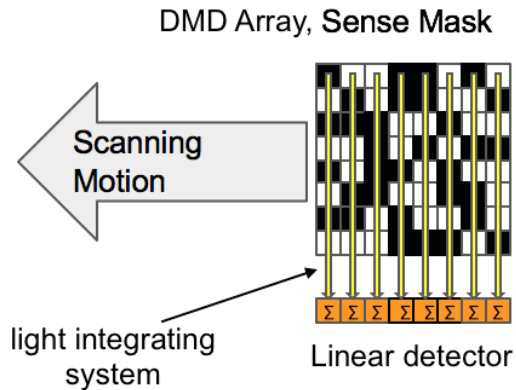 DMD Array, Sense Mask
Scanning
Motion
Σ Σ Σ Σ Σ Σ Σ Σ
light integrating
system
Linear detector